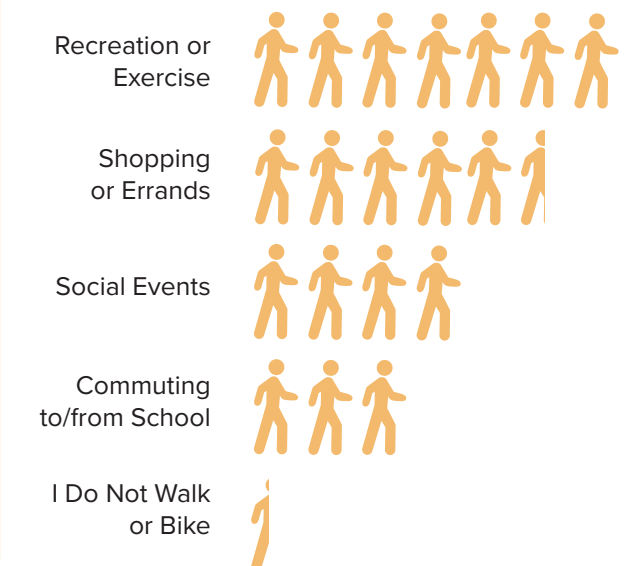 Recreation or
Exercise
Shopping
or Errands
Social Events
Commuting
to/from School
I Do Not Walk
or Bike